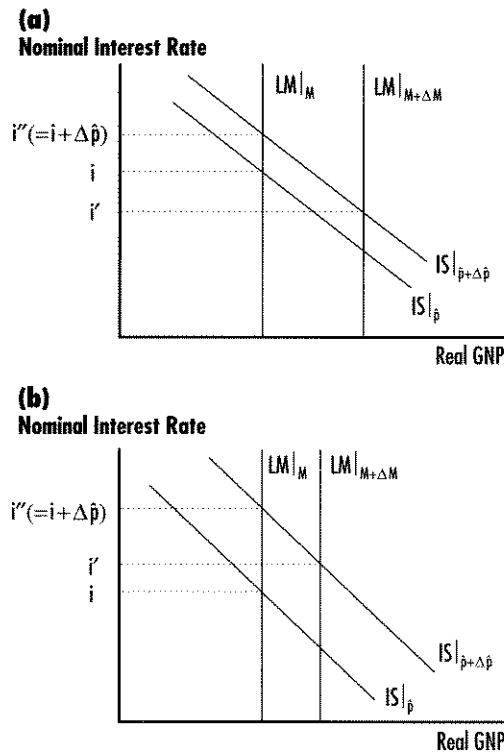 (a)
Nominal Interest Rate
LM|M LM|M+ΔM
i″(=i+Δp̂)
i
i′
IS|p̂+Δp̂
IS|p̂
Real GNP
(b)
Nominal Interest Rate
LM|M LM|M+ΔM
i″(=i+Δp̂)
i′
i
IS|p̂+Δp̂
IS|p̂
Real GNP